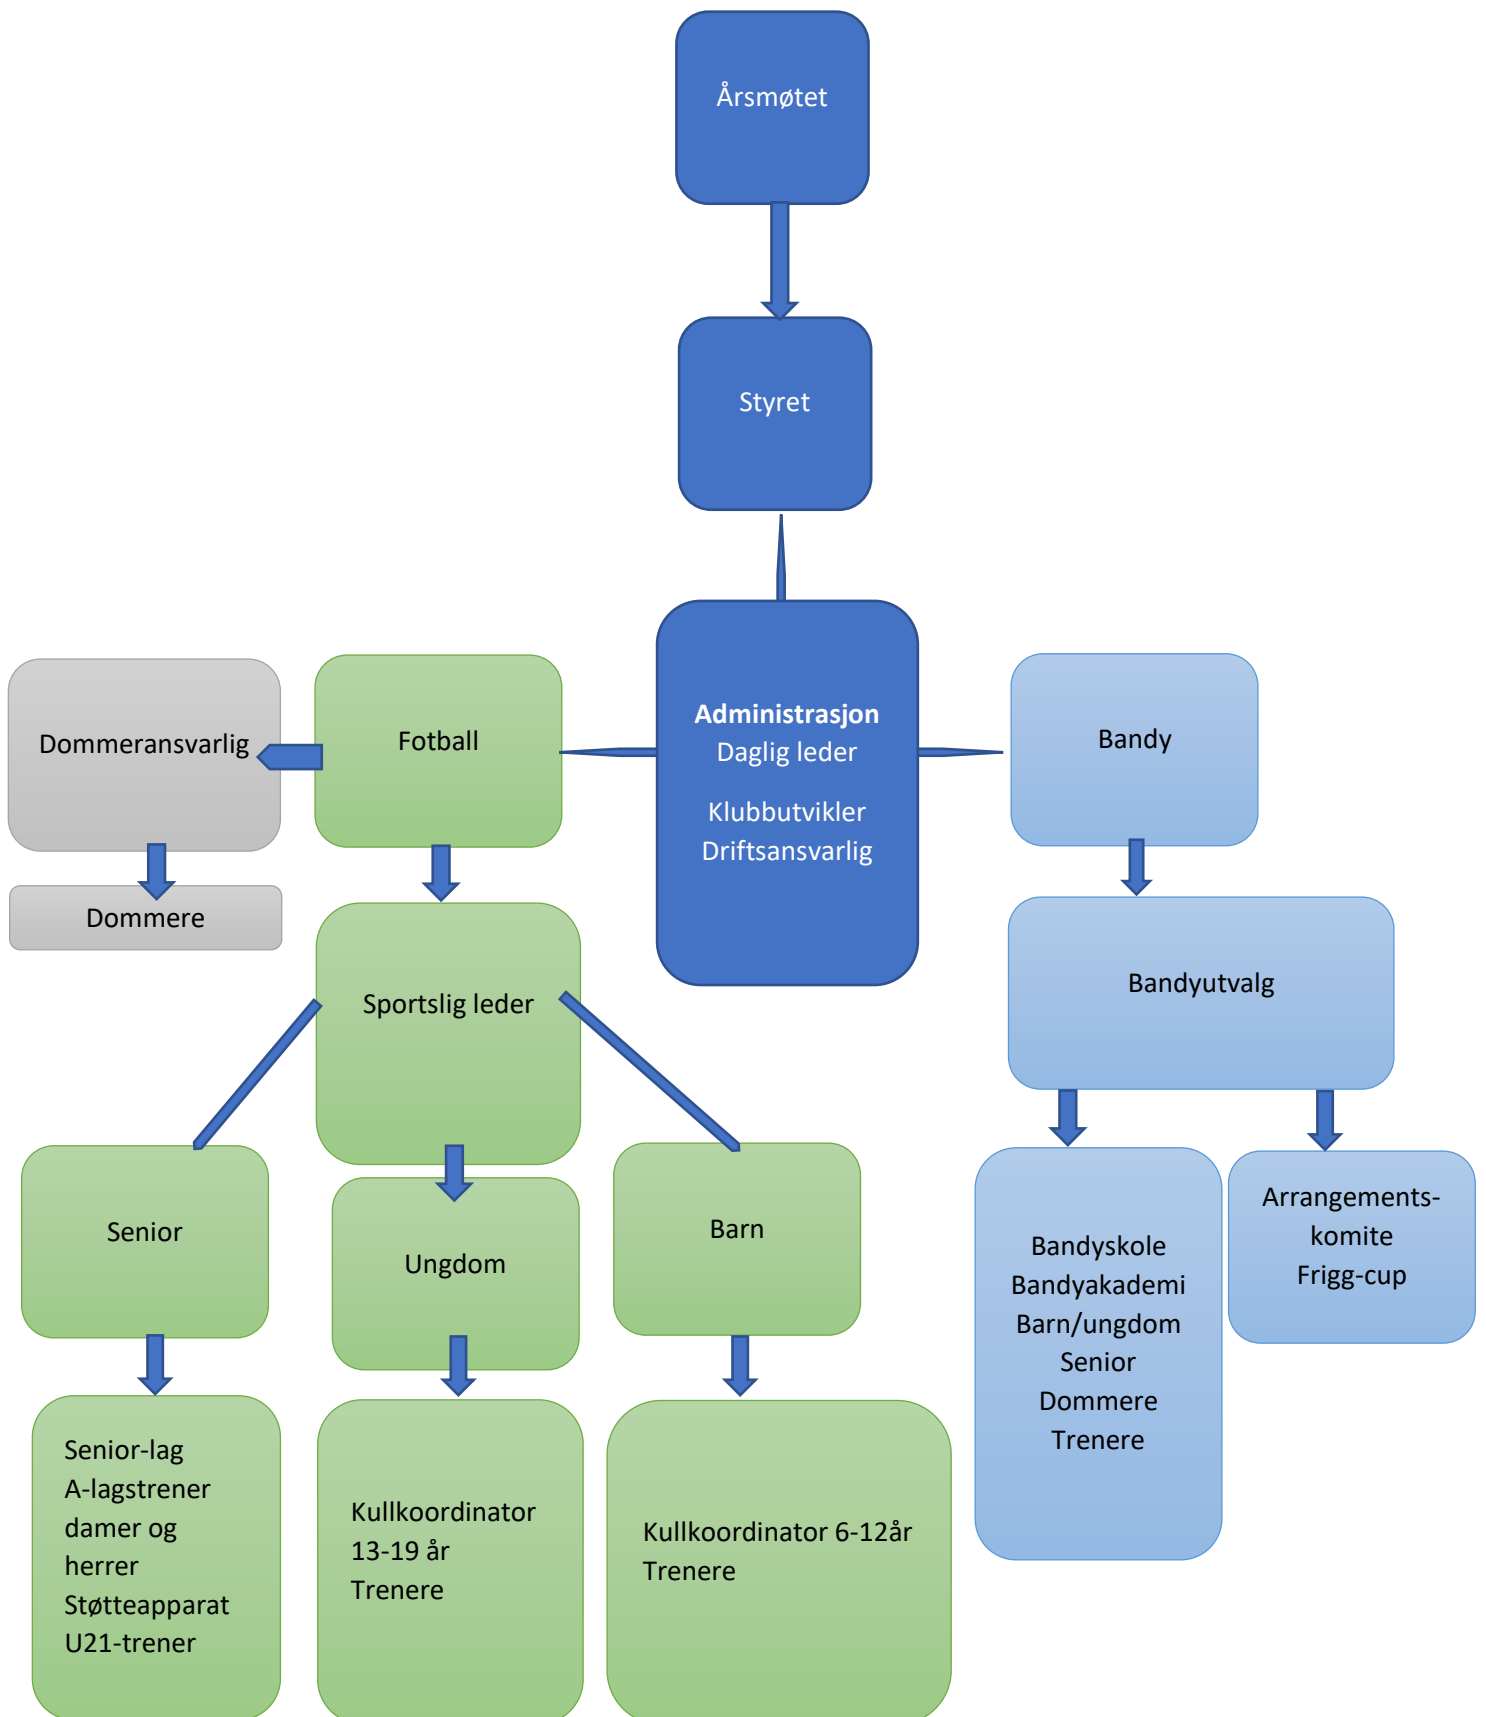 Årsmøtet
Styret
Administrasjon
Daglig leder
Klubbutvikler
Driftsansvarlig
Dommeransvarlig
Fotball
Bandy
Dommere
Sportslig leder
Bandyutvalg
Senior
Ungdom
Barn
Bandyskole
Bandyakademi
Barn/ungdom
Senior
Dommere
Trenere
Arrangements-
komite
Frigg-cup
Senior-lag
A-lagstrener
damer og
herrer
Støtteapparat
U21-trener
Kullkoordinator
13-19 år
Trenere
Kullkoordinator 6-12år
Trenere